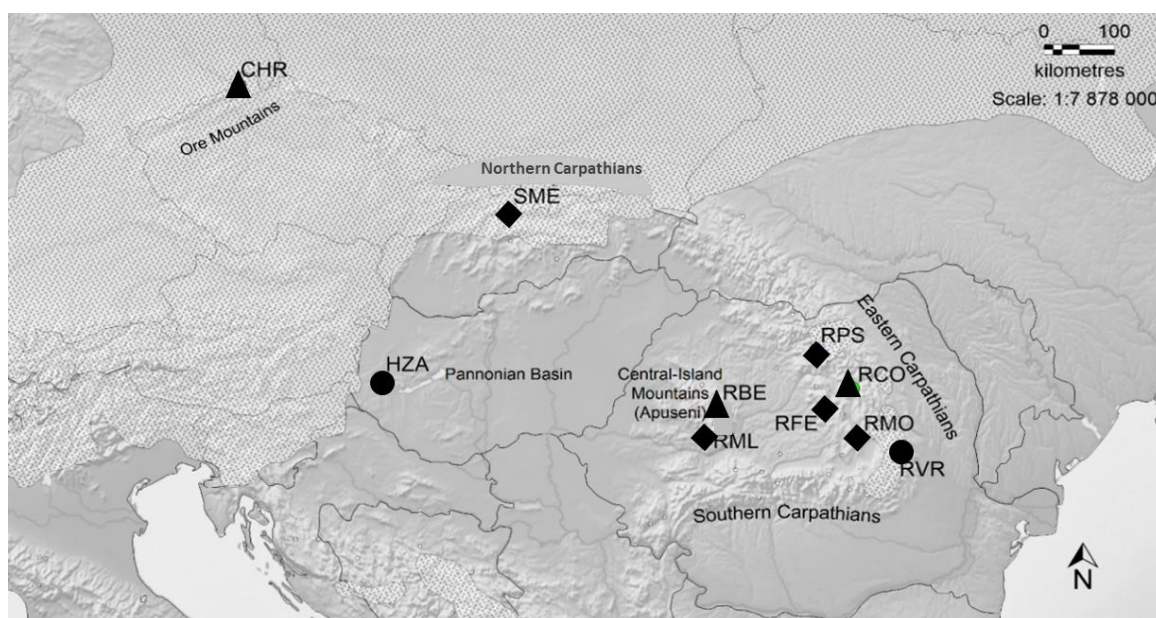 0 100
kilometres
Scale: 1:7 878 000
CHR
Ore Mountains
Northern Carpathians
SME
Eastern Carpathians
RPS
HZA
Pannonian Basin
Central-Island
Mountains
(Apuseni)
RBE
RCO
RFE
RMO
RML
RVR
Southern Carpathians
N